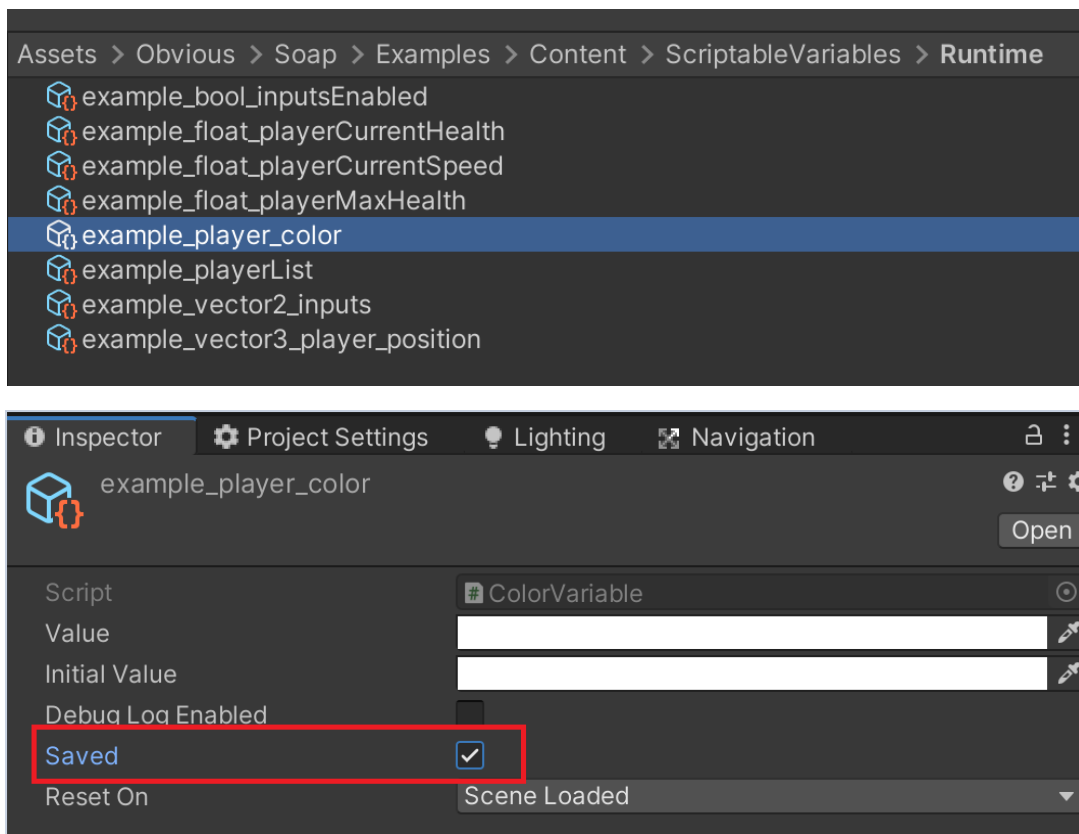 Assets > Obvious > Soap > Examples > Content > ScriptableVariables > Runtime
example_bool_inputsEnabled
example_float_playerCurrentHealth
example_float_playerCurrentSpeed
example_float_playerMaxHealth
example_player_color
example_playerList
example_vector2_inputs
example_vector3_player_position
Inspector Project Settings Lighting Navigation
example_player_color
Open
Script ColorVariable
Value
Initial Value
Debug Log Enabled
Saved
Reset On Scene Loaded